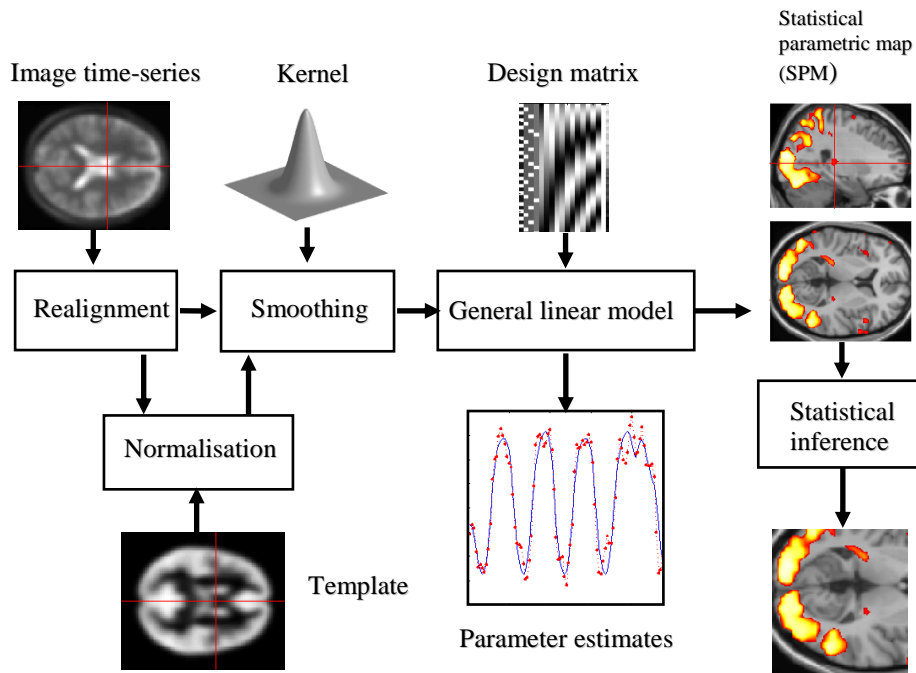 Statistical
parametric map
(SPM)
Image time-series
Kernel
Design matrix
Realignment
Smoothing
General linear model
Normalisation
Statistical
inference
Template
Parameter estimates